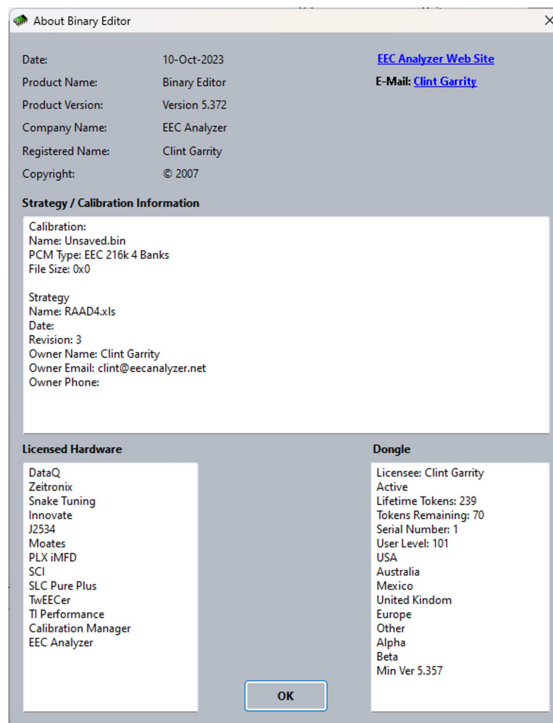 About Binary Editor
Date: 10-Oct-2023 EEC Analyzer Web Site
Product Name: Binary Editor E-Mail: Clint Garrity
Product Version: Version 5.372
Company Name: EEC Analyzer
Registered Name: Clint Garrity
Copyright: © 2007
Strategy / Calibration Information
Calibration:
Name: Unsaved.bin
PCM Type: EEC 216k 4 Banks
File Size: 0x0
Strategy
Name: RAAD4.xls
Date:
Revision: 3
Owner Name: Clint Garrity
Owner Email: clint@eecanalyzer.net
Owner Phone:
Licensed Hardware
DataQ
Zeitronix
Snake Tuning
Innovate
J2534
Moates
PLX iMFD
SCI
SLC Pure Plus
TwEECer
TI Performance
Calibration Manager
EEC Analyzer
Dongle
Licensee: Clint Garrity
Active
Lifetime Tokens: 239
Tokens Remaining: 70
Serial Number: 1
User Level: 101
USA
Australia
Mexico
United Kindom
Europe
Other
Alpha
Beta
Min Ver 5.357
OK